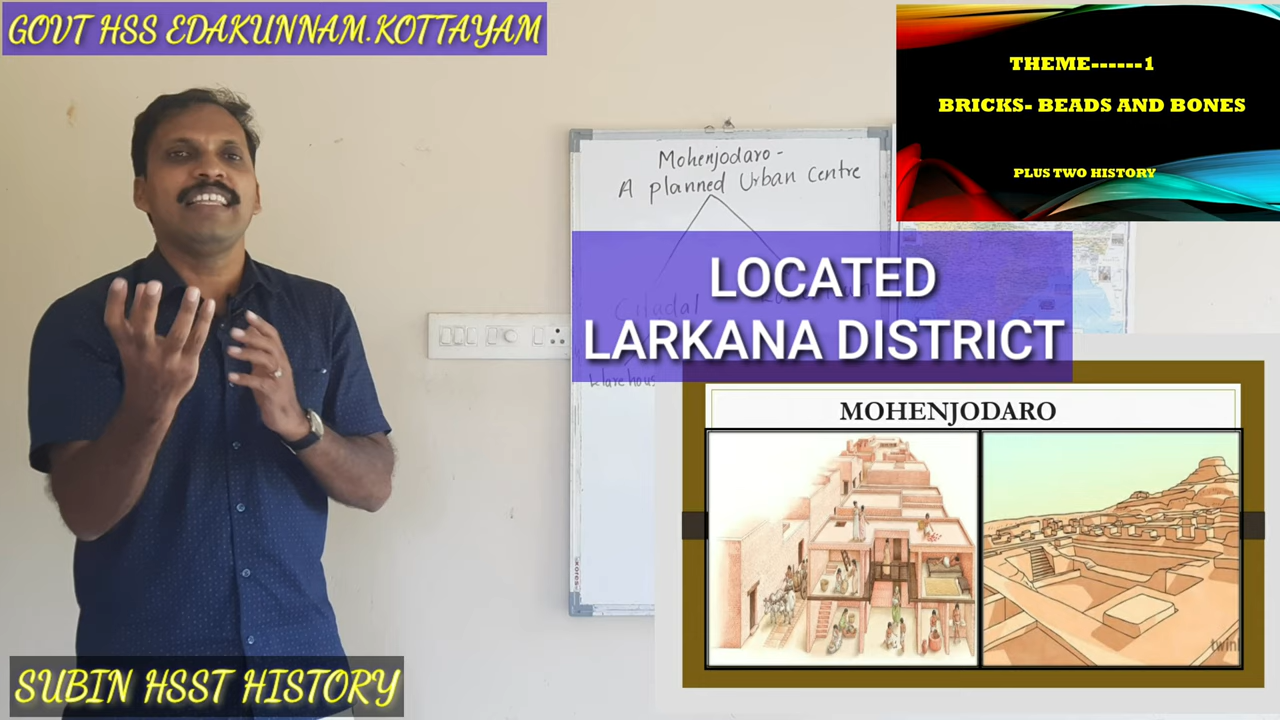 GOVT HSS EDAKUNNAM.KOTTAYAM
THEME------1
BRICKS- BEADS AND BONES
PLUS TWO HISTORY
Mohenjodaro -
A planned Urban Centre
LOCATED
LARKANA DISTRICT
Citadal
MOHENJODARO
SUBIN HSST HISTORY